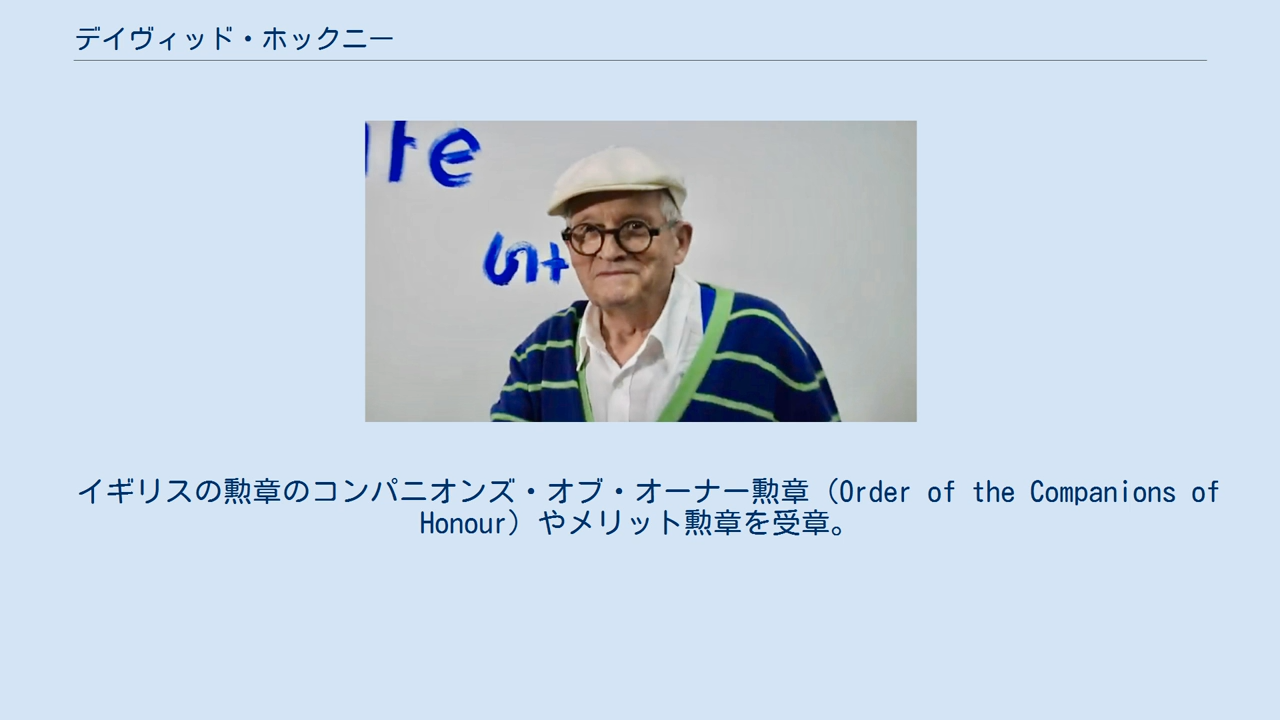 デイヴィッド・ホックニー
イギリスの勲章のコンパニオンズ・オブ・オーナー勲章（Order of the Companions of
Honour）やメリット勲章を受章。